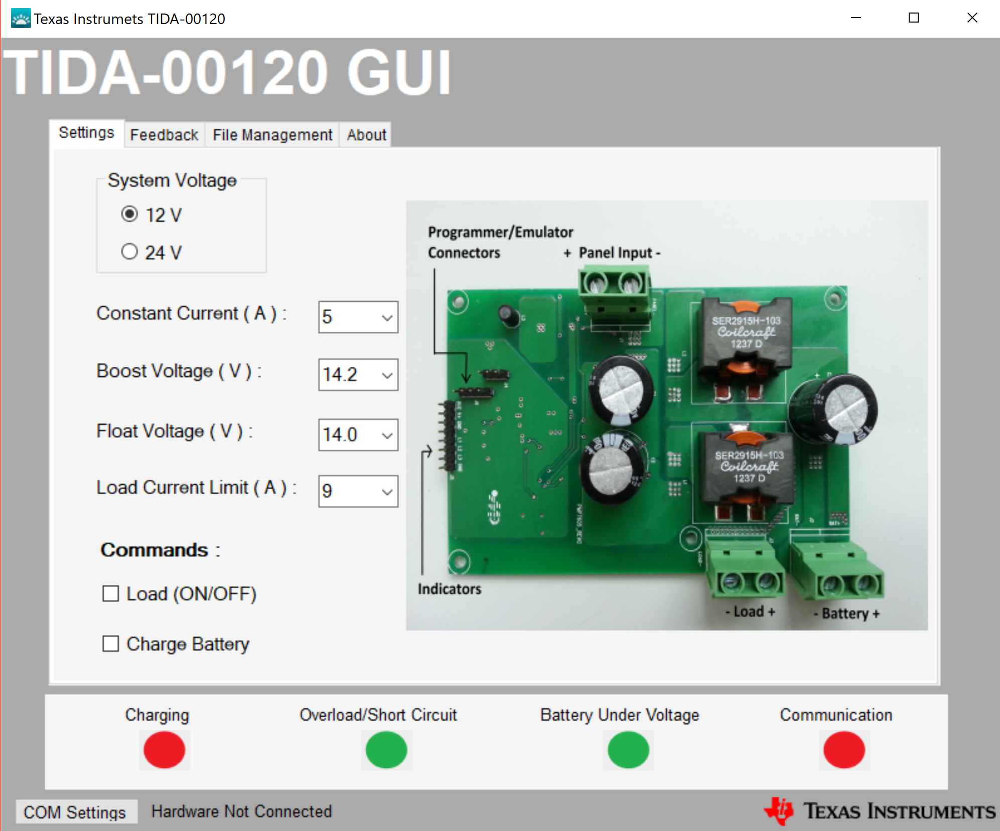 Texas Instrumets TIDA-00120
TIDA-00120 GUI
Settings
Feedback
File Management
About
System Voltage
12 V
24 V
Constant Current ( A ) :
5
Boost Voltage ( V ) :
14.2
Float Voltage ( V ) :
14.0
Load Current Limit ( A ) :
9
Commands :
Load (ON/OFF)
Charge Battery
Programmer/Emulator
Connectors
+ Panel Input -
SER2915H-103
Coilcraft
1237 D
SER2915H-103
Coilcraft
1237 D
Indicators
- Load +
- Battery +
Charging
Overload/Short Circuit
Battery Under Voltage
Communication
COM Settings
Hardware Not Connected
TEXAS INSTRUMENTS